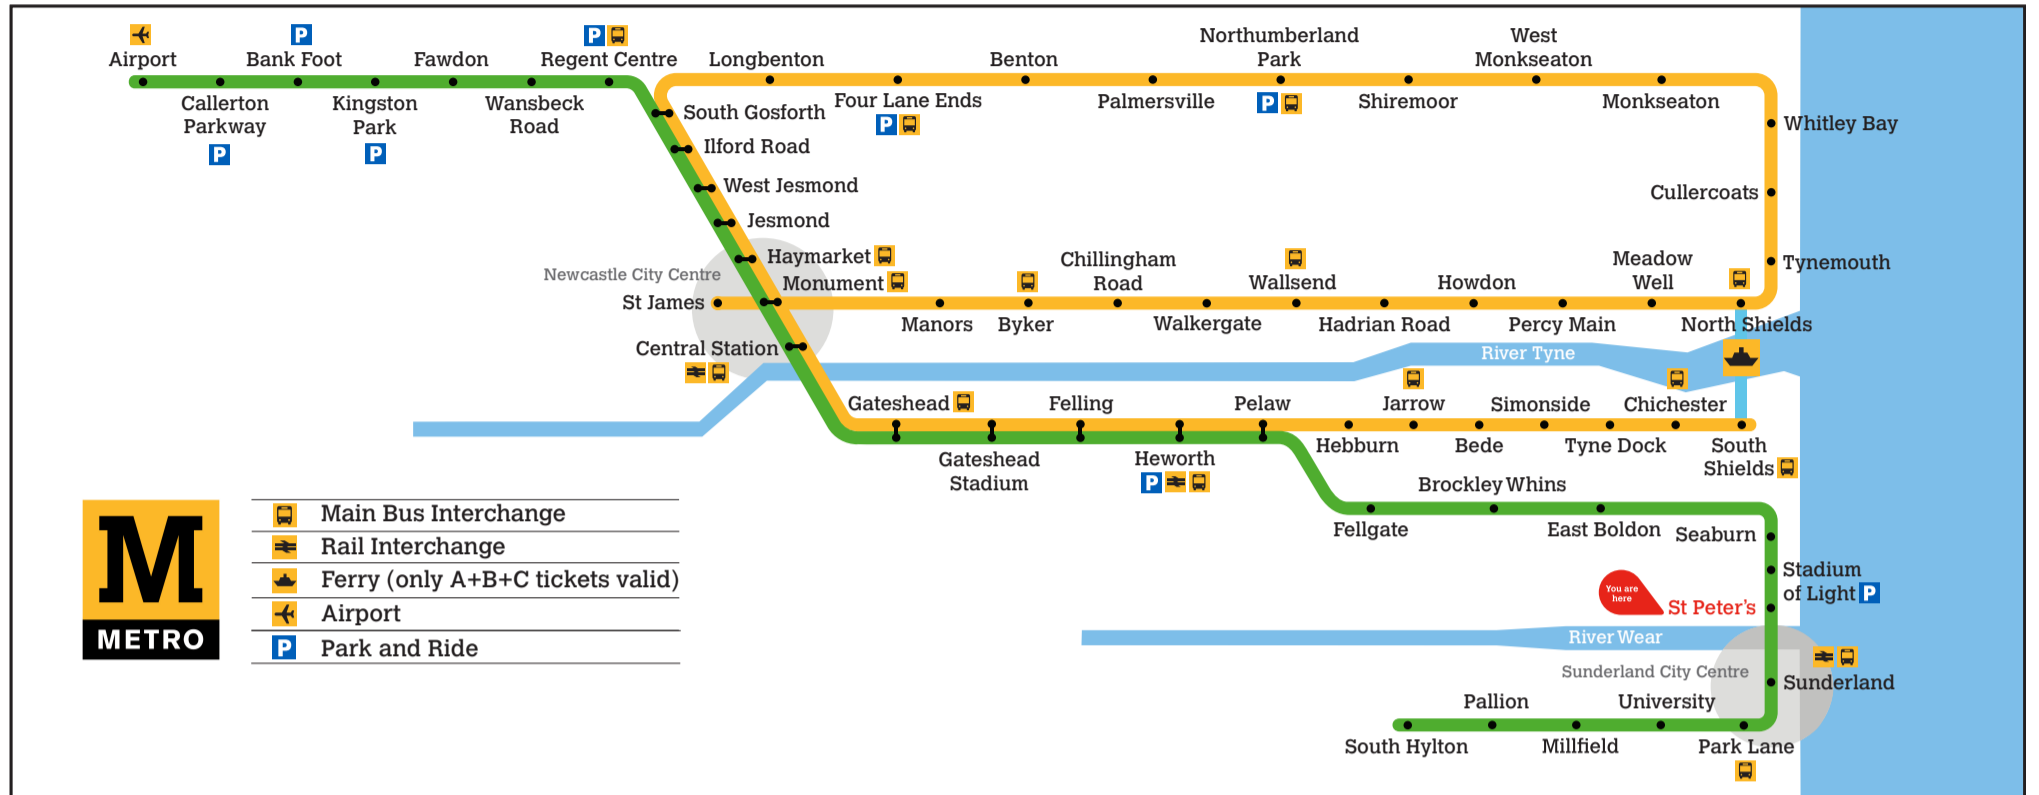 Airport
Bank Foot
Fawdon
Regent Centre
Callerton
Parkway
Kingston
Park
Wansbeck
Road
P
P
P
P
Longbenton
Four Lane Ends
P
Benton
Palmersville
Northumberland
Park
P
Shiremoor
West
Monkseaton
Monkseaton
Whitley Bay
Cullercoats
Tynemouth
South Gosforth
Ilford Road
West Jesmond
Jesmond
Haymarket
Newcastle City Centre
Monument
St James
Central Station
Manors
Byker
Chillingham
Road
Walkergate
Wallsend
Hadrian Road
Howdon
Percy Main
Meadow
Well
North Shields
River Tyne
Gateshead
Gateshead
Stadium
Felling
Heworth
P
Pelaw
Hebburn
Jarrow
Bede
Simonside
Tyne Dock
Chichester
South
Shields
Fellgate
Brockley Whins
East Boldon
Seaburn
Stadium
of Light P
You are
here
St Peter's
River Wear
Sunderland City Centre
Sunderland
Park Lane
University
Millfield
Pallion
South Hylton
M
METRO
Main Bus Interchange
Rail Interchange
Ferry (only A+B+C tickets valid)
Airport
P Park and Ride